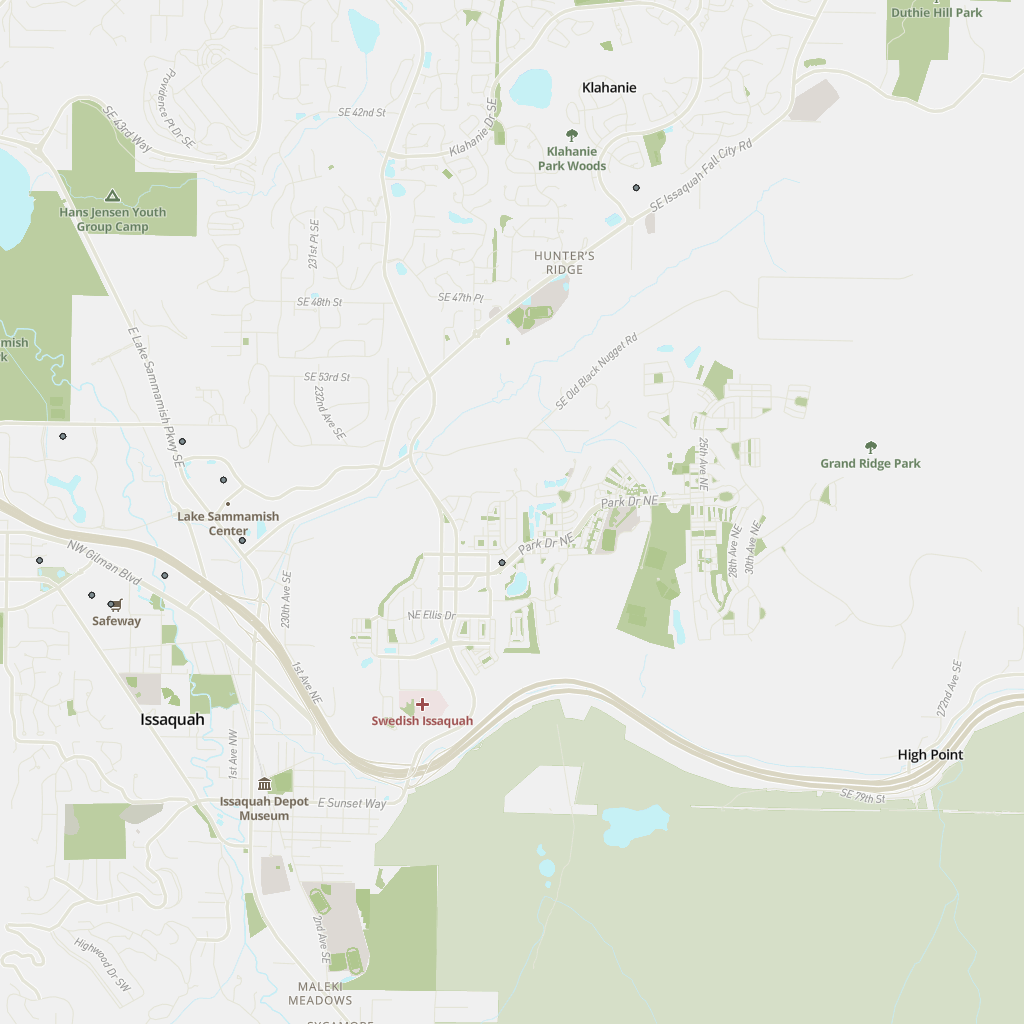 Duthie Hill Park
Klahanie
Providence Pt Dr SE
SE 43rd Way
SE 42nd St
Klahanie Dr SE
Klahanie
Park Woods
SE Issaquah Fall City Rd
Hans Jensen Youth
Group Camp
231st Pl SE
HUNTER'S
RIDGE
SE 48th St
SE 47th Pl
mish
k
E Lake Sammamish Pkwy SE
SE Old Black Nugget Rd
SE 53rd St
232nd Ave SE
25th Ave NE
Grand Ridge Park
Park Dr NE
Lake Sammamish
Center
Park Dr NE
28th Ave NE
30th Ave NE
NW Gilman Blvd
230th Ave SE
Safeway
NE Ellis Dr
1st Ave NE
272nd Ave SE
Swedish Issaquah
Issaquah
1st Ave NW
High Point
SE 79th St
Issaquah Depot
Museum
E Sunset Way
2nd Ave SE
Highwood Dr SW
MALEKI
MEADOWS
SYCAMORE